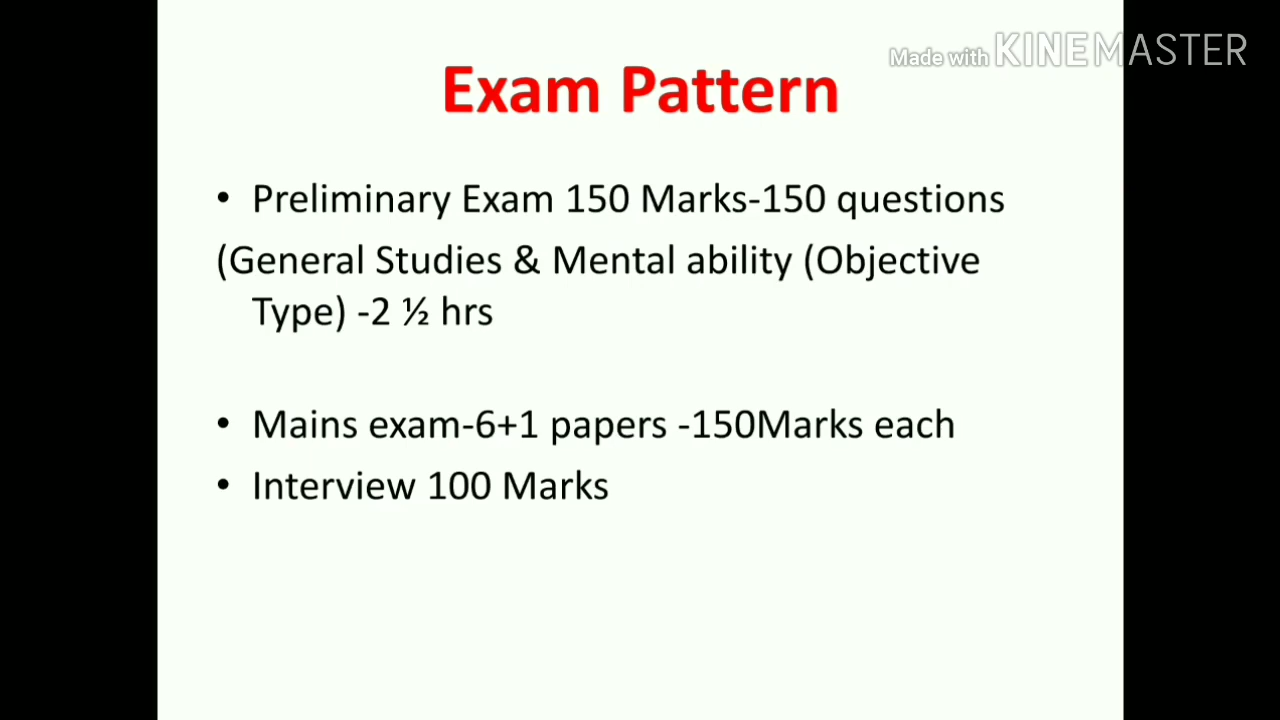 Made with KINEMASTER
Exam Pattern
• Preliminary Exam 150 Marks-150 questions
(General Studies & Mental ability (Objective
Type) -2 ½ hrs
• Mains exam-6+1 papers -150Marks each
• Interview 100 Marks